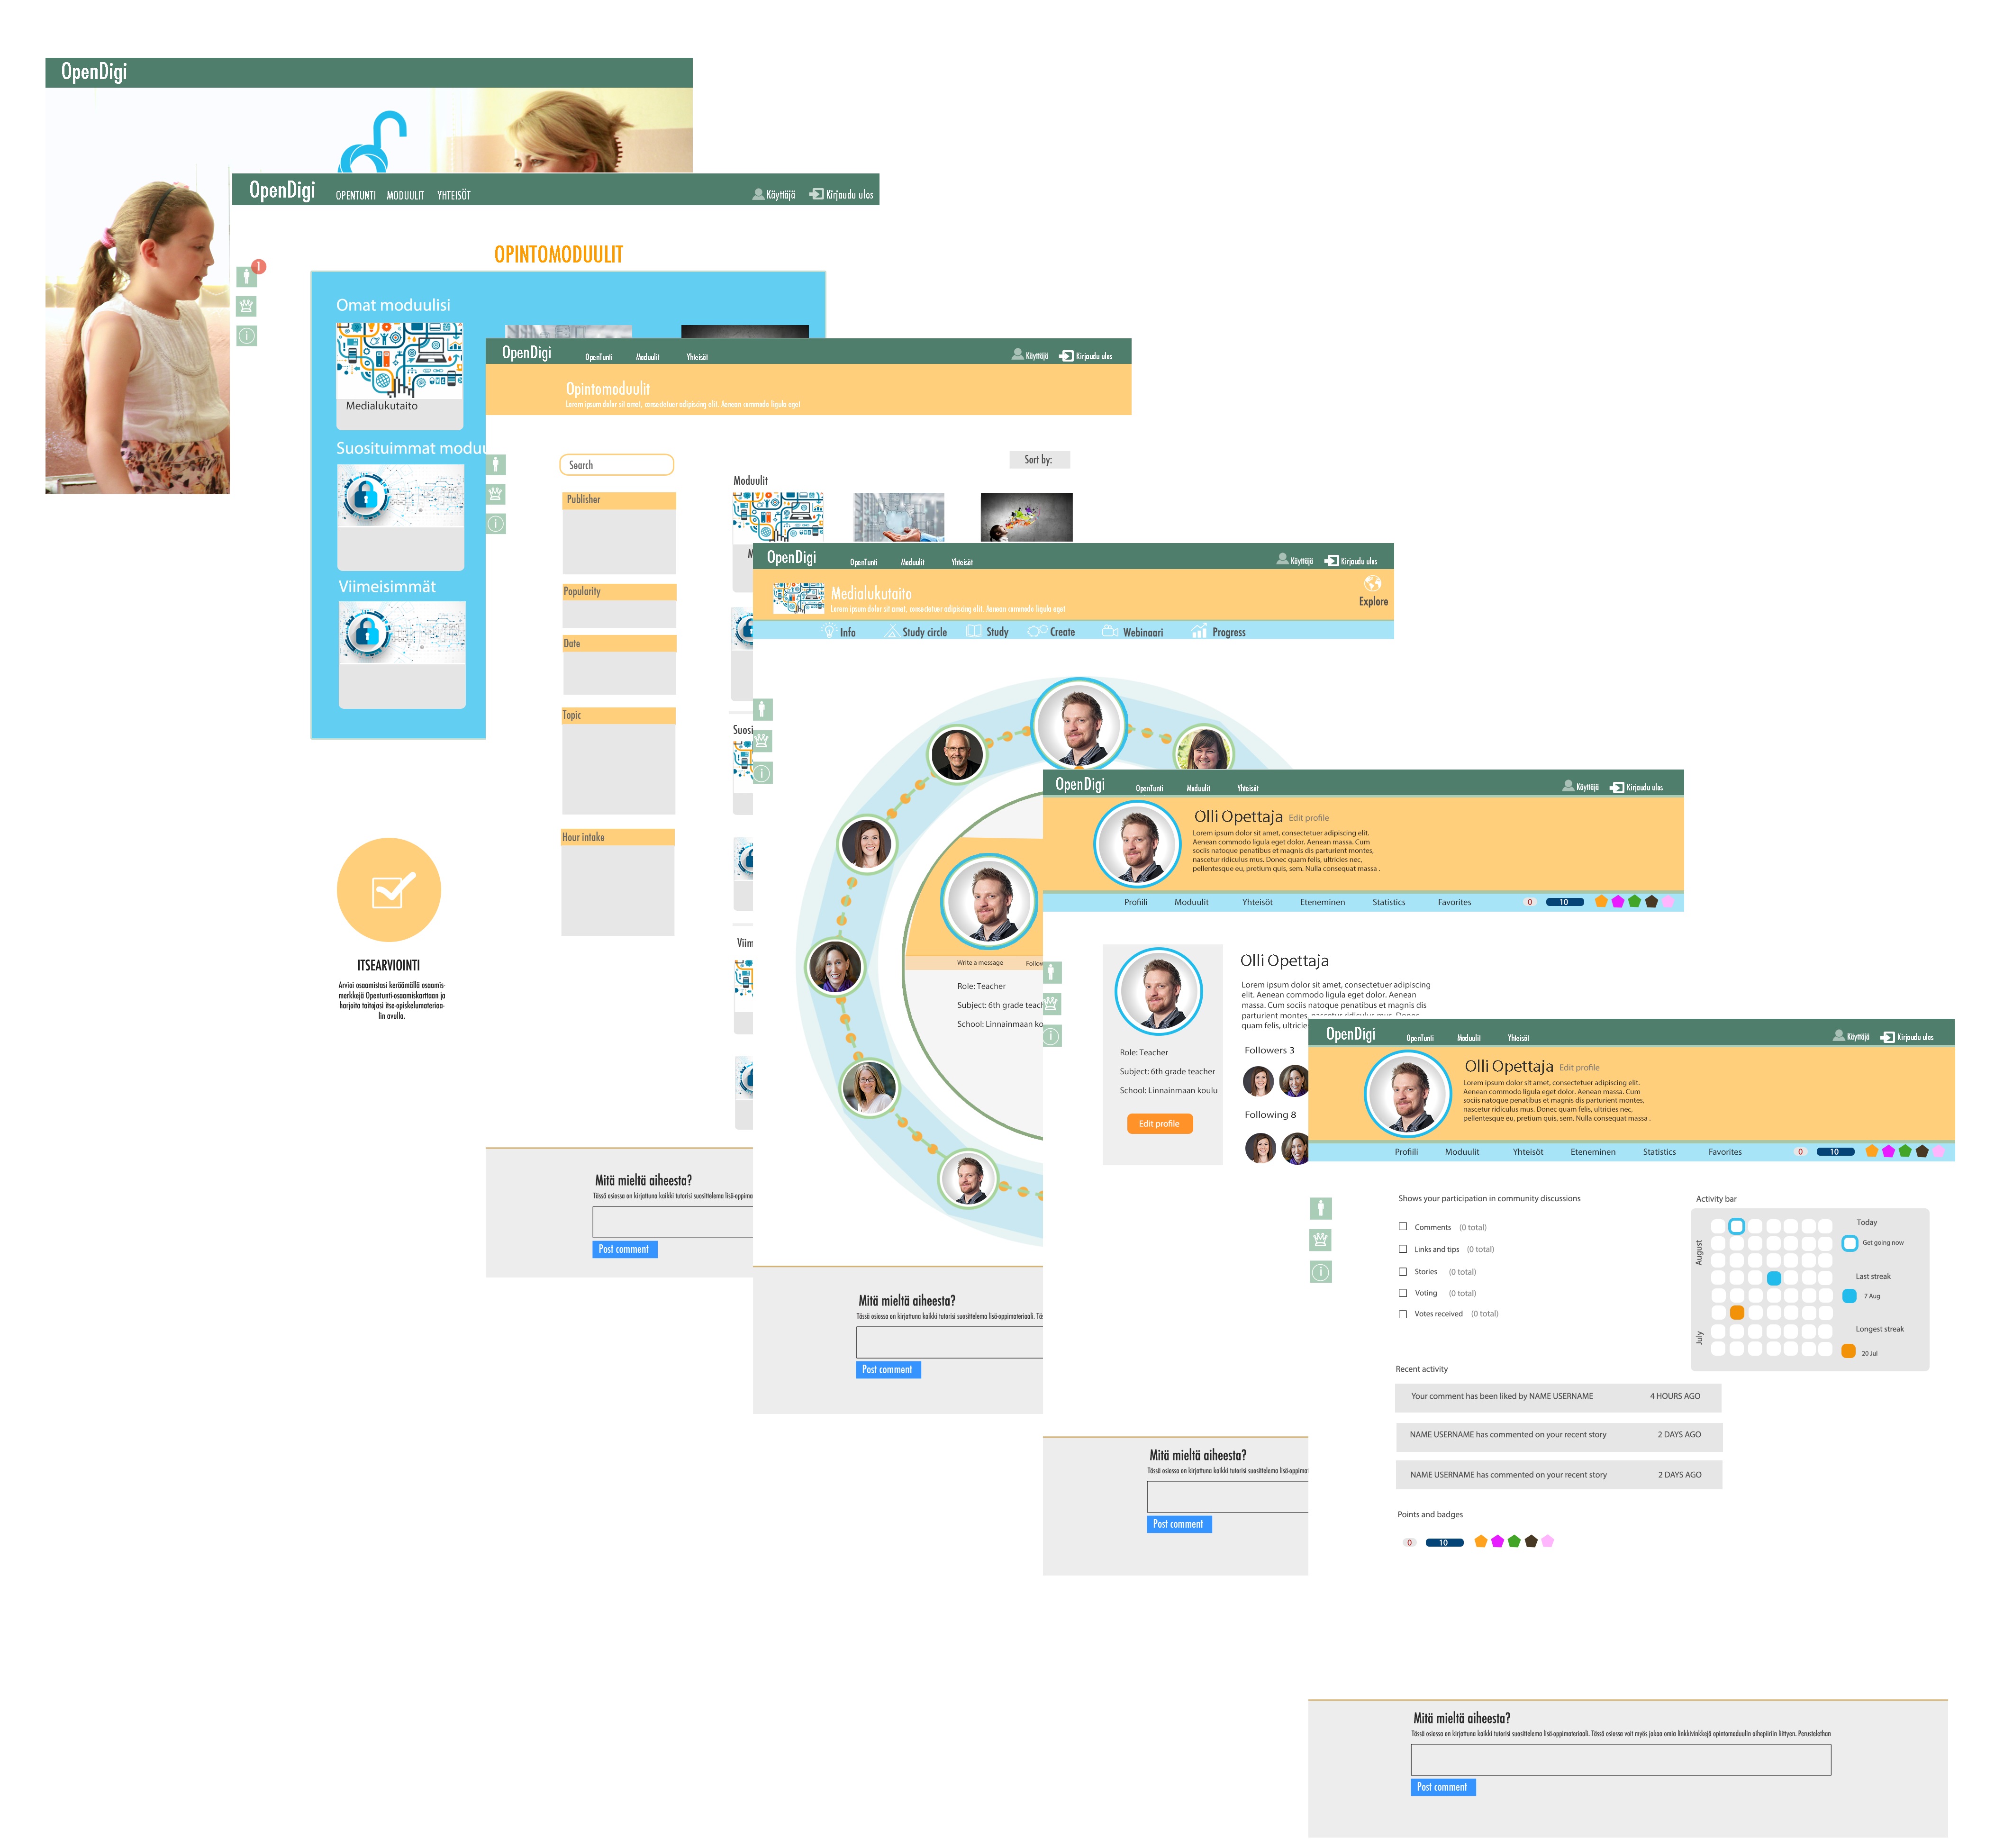 OpenDigi
OpenDigi OPENTUNTI MODUULIT YHTEISÖT Käyttäjä Kirjaudu ulos
OPINTOMODUULIT
1
Omat moduulisi
Medialukutaito
Suosituimmat moduu
Viimeisimmät
ITSEARVIOINTI
Arvioi osaamistasi keräämällä osaamis-
merkkejä Opentunti-osaamiskarttaan ja
harjoita taitojasi itse-opiskelumateriaa-
lin avulla.
OpenDigi OpenTunti Moduulit Yhteisöt Käyttäjä Kirjaudu ulos
Opintomoduulit
Lorem ipsum dolor sit amet, consectetuer adipiscing elit. Aenean commodo ligula eget
Search
Sort by:
Publisher
Popularity
Date
Topic
Hour intake
Moduulit
M
Suosi
Viim
Mitä mieltä aiheesta?
Tässä osiossa on kirjattuna kaikki tutorisi suosittelema lisä-oppima
Post comment
OpenDigi OpenTunti Moduulit Yhteisöt Käyttäjä Kirjaudu ulos
Medialukutaito
Lorem ipsum dolor sit amet, consectetuer adipiscing elit. Aenean commodo ligula eget
Explore
Info Study circle Study Create Webinaari Progress
Write a message Follow
Role: Teacher
Subject: 6th grade teach
School: Linnainmaan ko
Mitä mieltä aiheesta?
Tässä osiossa on kirjattuna kaikki tutorisi suosittelema lisä-oppimateriaali. Tä
Post comment
OpenDigi OpenTunti Moduulit Yhteisöt Käyttäjä Kirjaudu ulos
Olli Opettaja Edit profile
Lorem ipsum dolor sit amet, consectetuer adipiscing elit.
Aenean commodo ligula eget dolor. Aenean massa. Cum
sociis natoque penatibus et magnis dis parturient montes,
nascetur ridiculus mus. Donec quam felis, ultricies nec,
pellentesque eu, pretium quis, sem. Nulla consequat massa .
Profiili Moduulit Yhteisöt Eteneminen Statistics Favorites 0 10
Role: Teacher
Subject: 6th grade teacher
School: Linnainmaan koulu
Edit profile
Olli Opettaja
Lorem ipsum dolor sit amet, consectetuer adipiscing
elit. Aenean commodo ligula eget dolor. Aenean
massa. Cum sociis natoque penatibus et magnis dis
parturient montes, nascetur ridiculus mus. Donec
quam felis, ultricie
Followers 3
Following 8
Mitä mieltä aiheesta?
Tässä osiossa on kirjattuna kaikki tutorisi suosittelema lisä-oppimat
Post comment
OpenDigi OpenTunti Moduulit Yhteisöt Käyttäjä Kirjaudu ulos
Olli Opettaja Edit profile
Lorem ipsum dolor sit amet, consectetuer adipiscing elit.
Aenean commodo ligula eget dolor. Aenean massa. Cum
sociis natoque penatibus et magnis dis parturient montes,
nascetur ridiculus mus. Donec quam felis, ultricies nec,
pellentesque eu, pretium quis, sem. Nulla consequat massa .
Profiili Moduulit Yhteisöt Eteneminen Statistics Favorites 0 10
Shows your participation in community discussions
Comments (0 total)
Links and tips (0 total)
Stories (0 total)
Voting (0 total)
Votes received (0 total)
Activity bar
August
July
Today
Get going now
Last streak
7 Aug
Longest streak
20 Jul
Recent activity
Your comment has been liked by NAME USERNAME 4 HOURS AGO
NAME USERNAME has commented on your recent story 2 DAYS AGO
NAME USERNAME has commented on your recent story 2 DAYS AGO
Points and badges
0 10
Mitä mieltä aiheesta?
Tässä osiossa on kirjattuna kaikki tutorisi suosittelema lisä-oppimateriaali. Tässä osiossa voit myös jakaa omia linkkivinkkejä opintomoduulin aihepiiriin liittyen. Perustelethan
Post comment